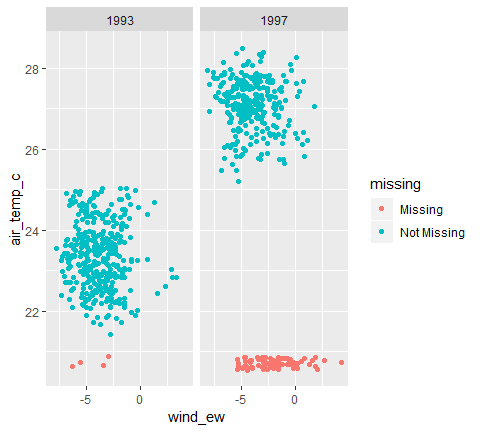 1993 1997
28
26
24
22
air_temp_c
-5 0 -5 0
wind_ew
missing
Missing
Not Missing